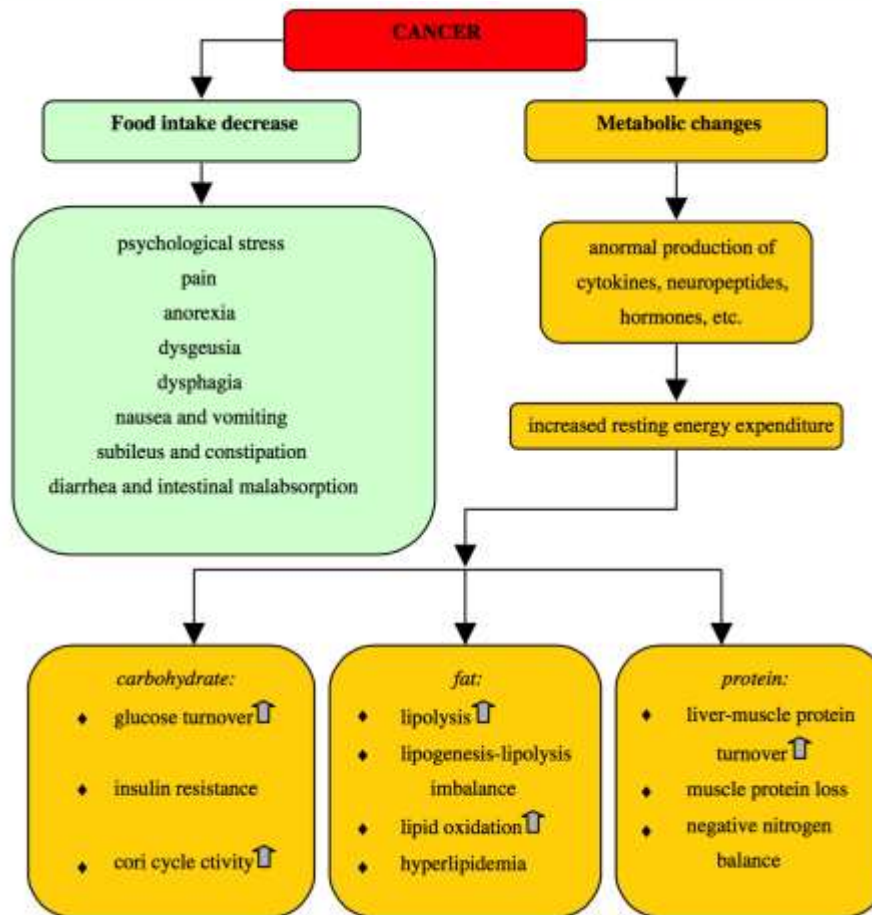 CANCER
Food intake decrease
Metabolic changes
psychological stress
pain
anorexia
dysgeusia
dysphagia
nausea and vomiting
subileus and constipation
diarrhea and intestinal malabsorption
anormal production of
cytokines, neuropeptides,
hormones, etc.
increased resting energy expenditure
carbohydrate:
♦ glucose turnover
♦ insulin resistance
♦ cori cycle ctivity
fat:
♦ lipolysis
♦ lipogenesis-lipolysis
imbalance
♦ lipid oxidation
♦ hyperlipidemia
protein:
♦ liver-muscle protein
turnover
♦ muscle protein loss
♦ negative nitrogen
balance